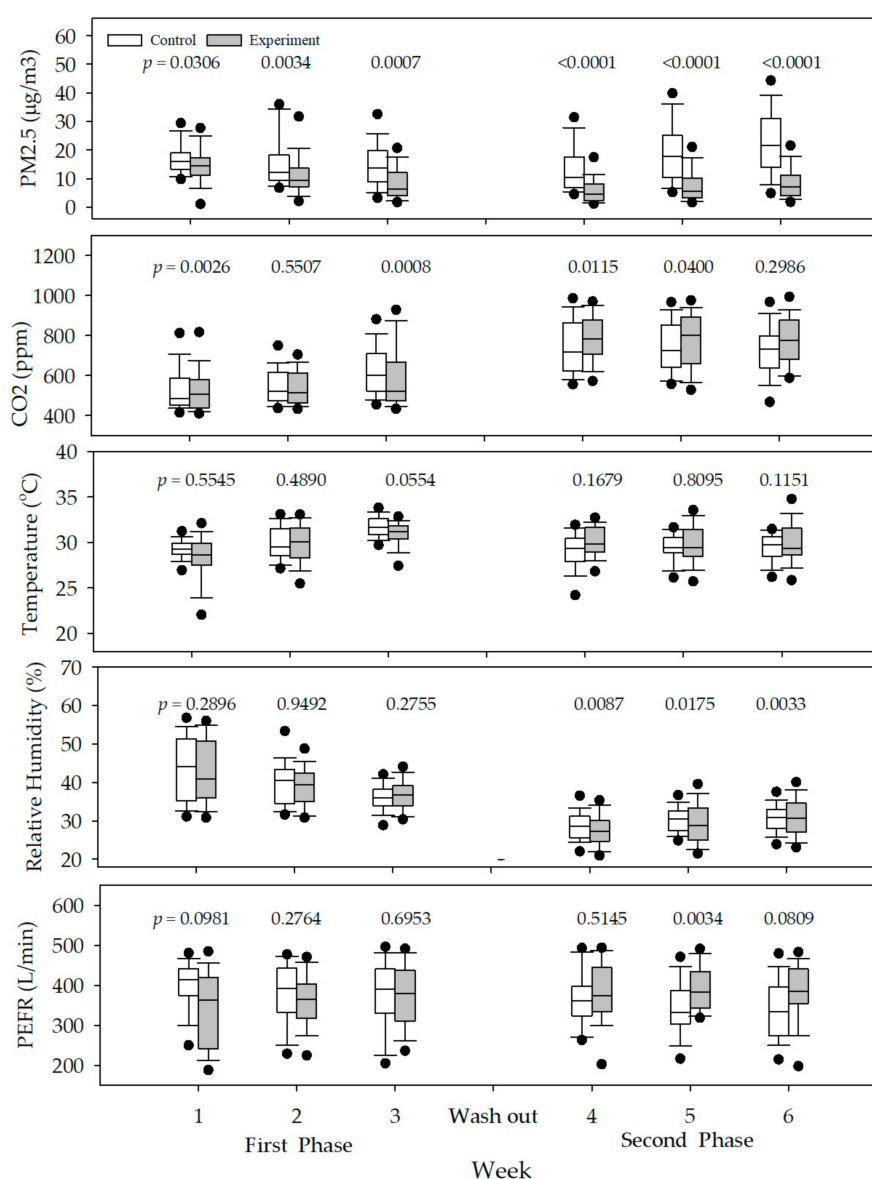 Control Experiment
p = 0.0306 0.0034 0.0007 <0.0001 <0.0001 <0.0001
PM2.5 (μg/m3)
60
50
40
30
20
10
0
p = 0.0026 0.5507 0.0008 0.0115 0.0400 0.2986
CO2 (ppm)
1200
1000
800
600
400
p = 0.5545 0.4890 0.0554 0.1679 0.8095 0.1151
Temperature (°C)
40
35
30
25
20
p = 0.2896 0.9492 0.2755 0.0087 0.0175 0.0033
Relative Humidity (%)
70
60
50
40
30
20
p = 0.0981 0.2764 0.6953 0.5145 0.0034 0.0809
PEFR (L/min)
600
500
400
300
200
1 2 3 Wash out 4 5 6
First Phase Second Phase
Week